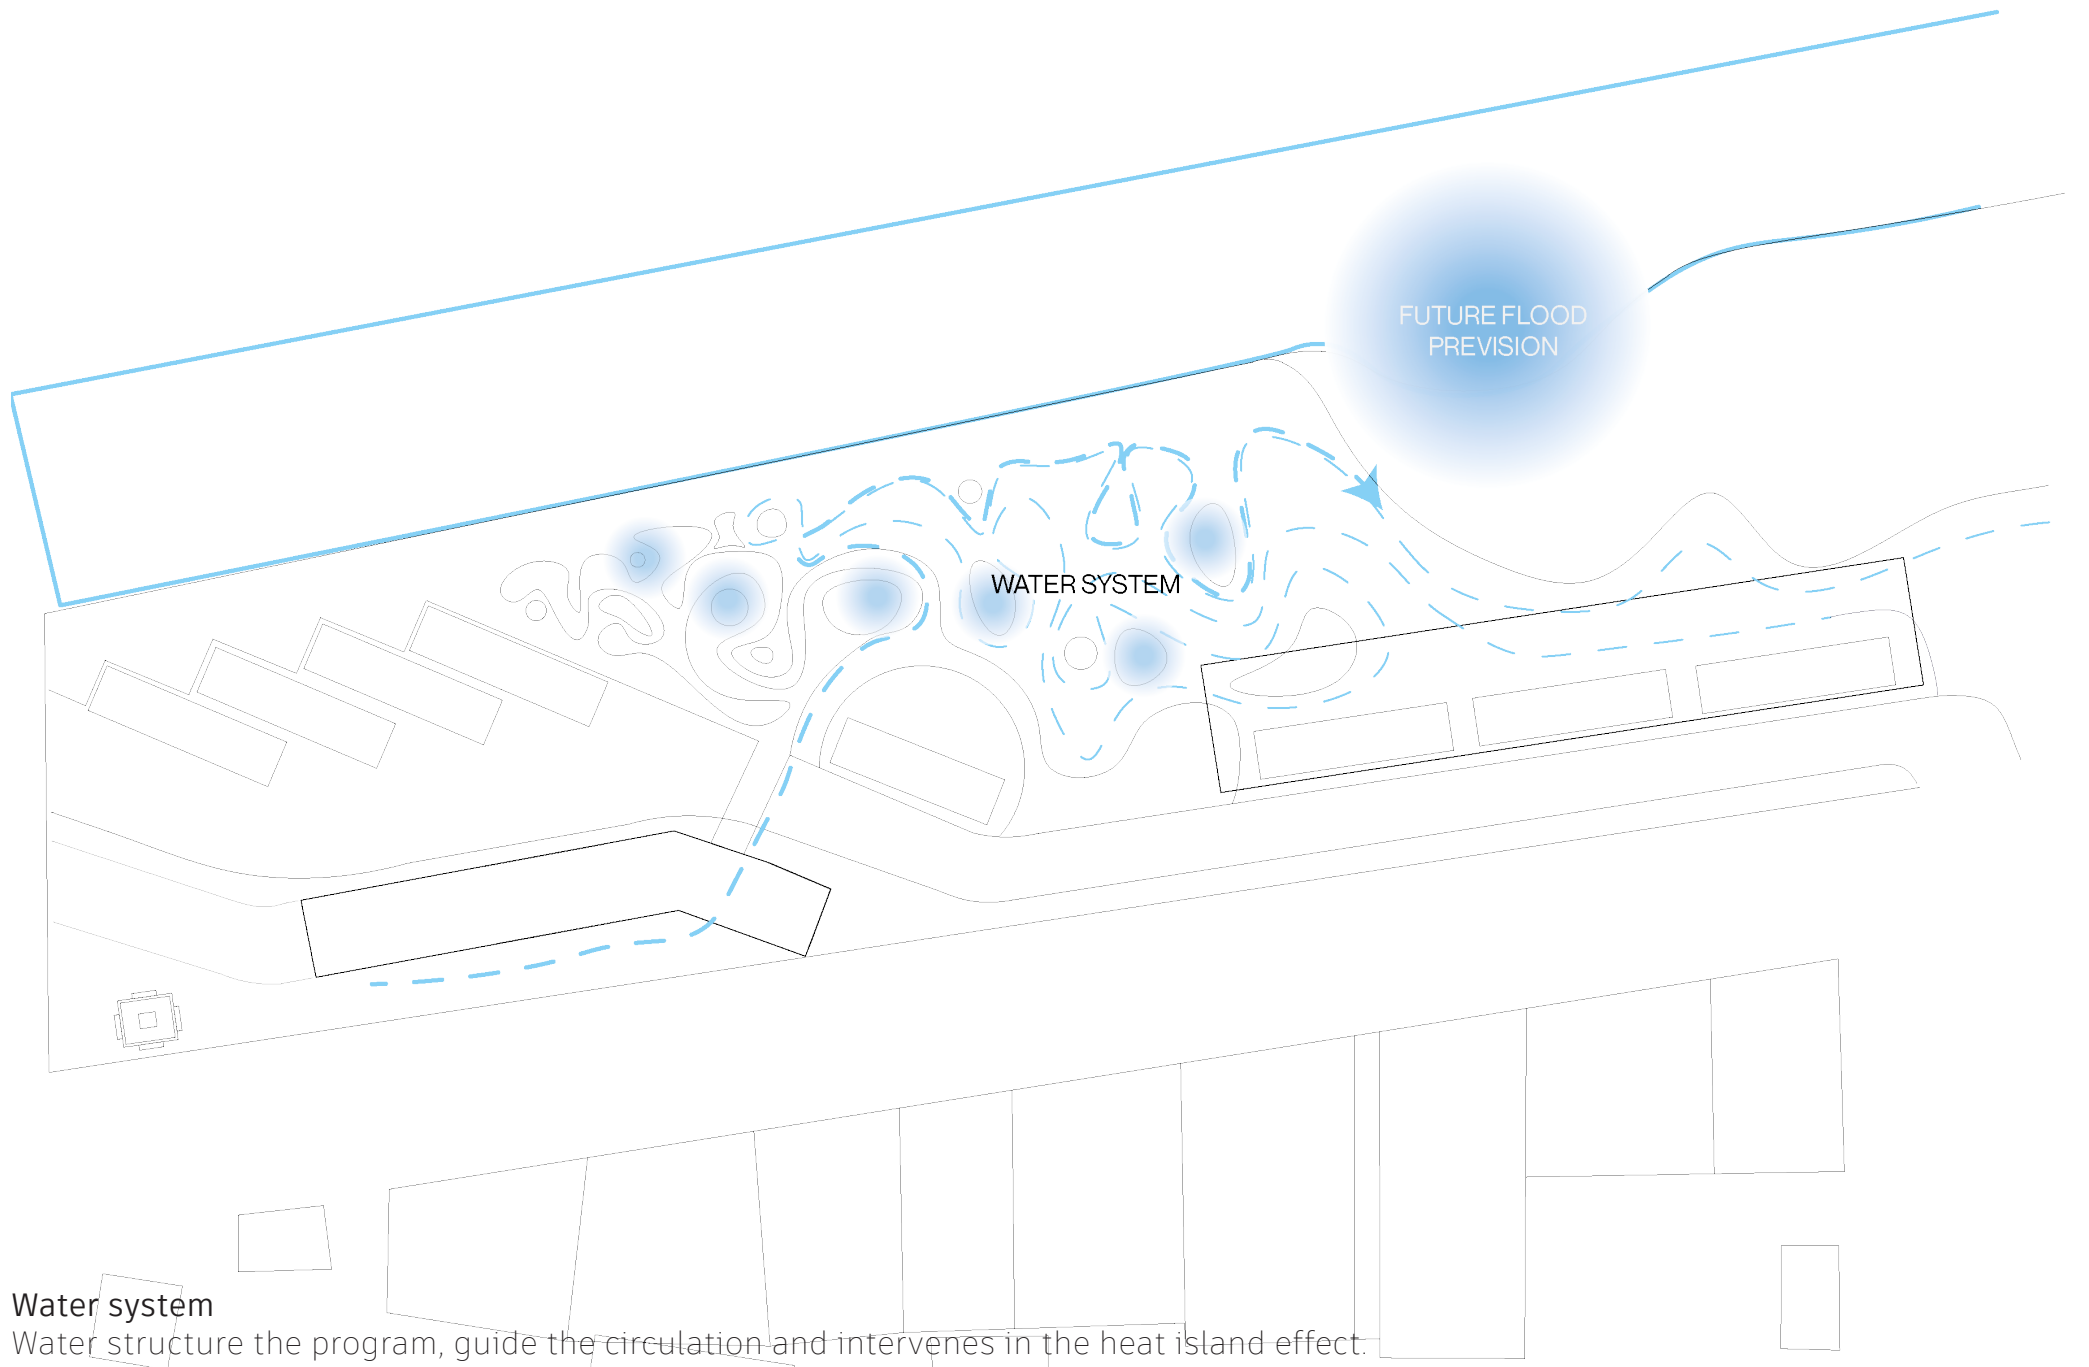 FUTURE FLOOD
PREVISION
WATER SYSTEM
Water system
Water structure the program, guide the circulation and intervenes in the heat island effect.